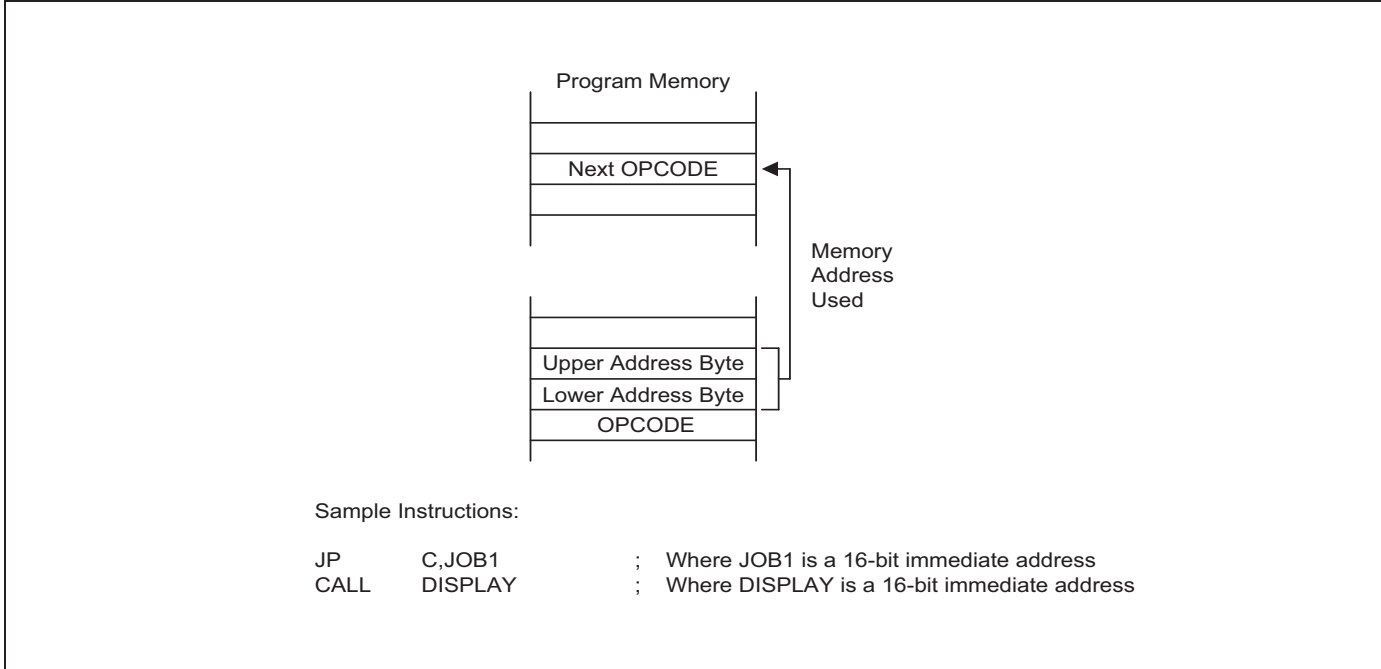 Program Memory
Next OPCODE
Memory
Address
Used
Upper Address Byte
Lower Address Byte
OPCODE
Sample Instructions:
JP C,JOB1 ; Where JOB1 is a 16-bit immediate address
CALL DISPLAY ; Where DISPLAY is a 16-bit immediate address